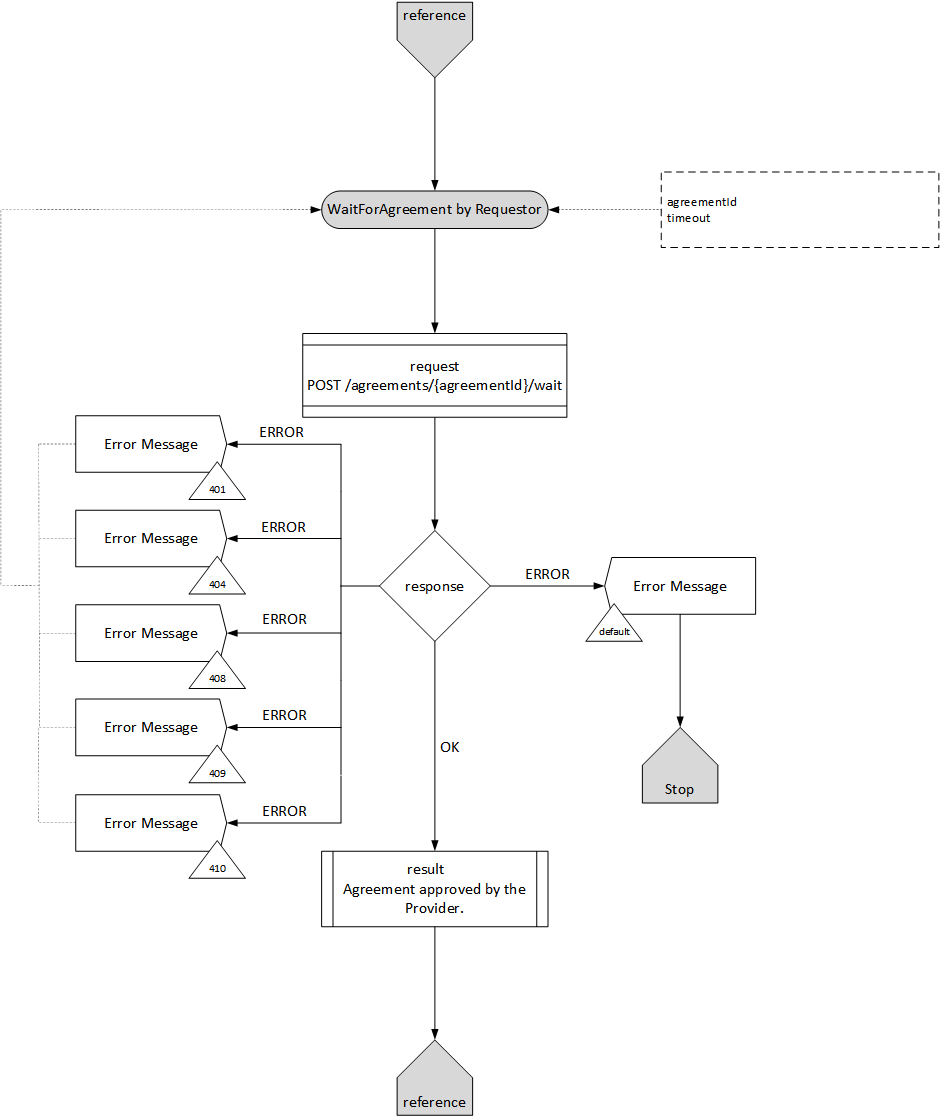 reference
WaitForAgreement by Requestor
agreementId
timeout
request
POST /agreements/{agreementId}/wait
Error Message
ERROR
401
Error Message
ERROR
404
response
ERROR
Error Message
default
Error Message
ERROR
408
Error Message
ERROR
409
OK
Stop
Error Message
ERROR
410
result
Agreement approved by the
Provider.
reference